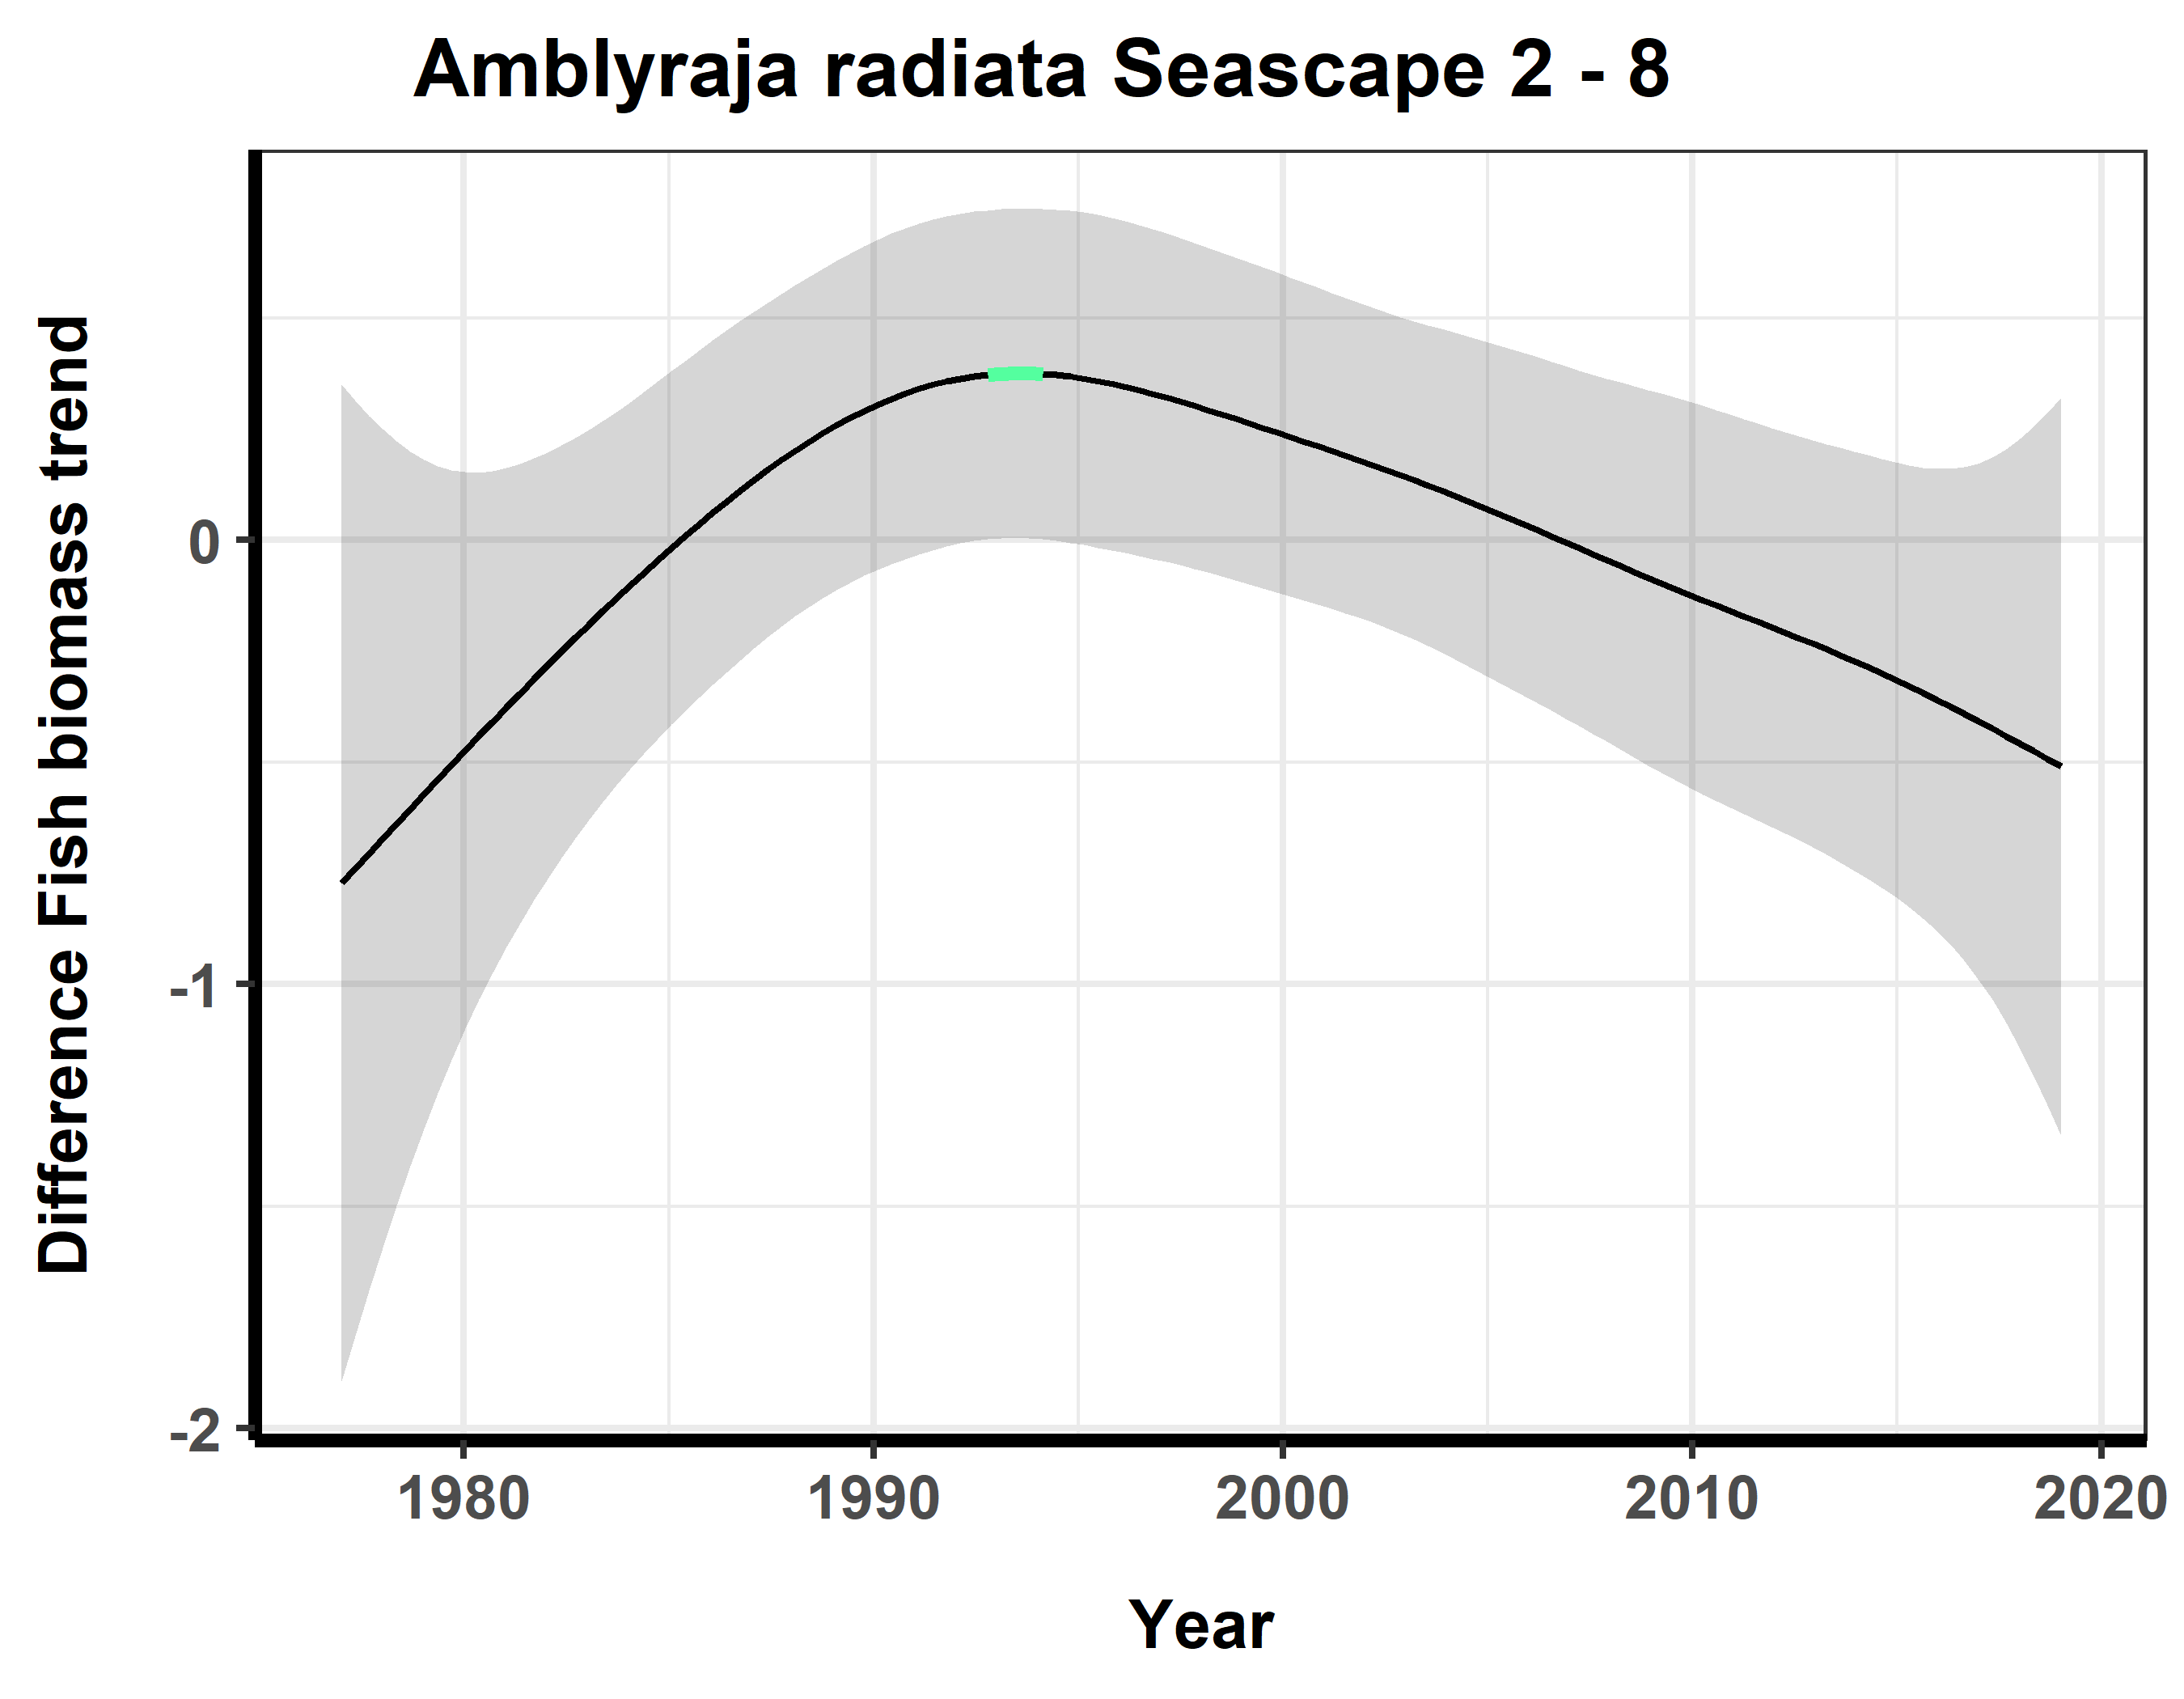 Amblyraja radiata Seascape 2 - 8
Difference Fish biomass trend
0
-1
-2
1980 1990 2000 2010 2020
Year